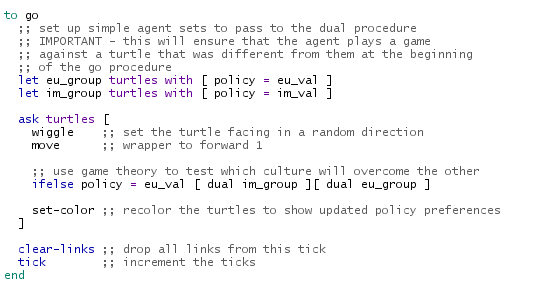 to go
;; set up simple agent sets to pass to the dual procedure
;; IMPORTANT - this will ensure that the agent plays a game
;; against a turtle that was different from them at the beginning
;; of the go procedure
let eu_group turtles with [ policy = eu_val ]
let im_group turtles with [ policy = im_val ]
ask turtles [
wiggle ;; set the turtle facing in a random direction
move ;; wrapper to forward 1
;; use game theory to test which culture will overcome the other
ifelse policy = eu_val [ dual im_group ][ dual eu_group ]
set-color ;; recolor the turtles to show updated policy preferences
]
clear-links ;; drop all links from this tick
tick ;; increment the ticks
end